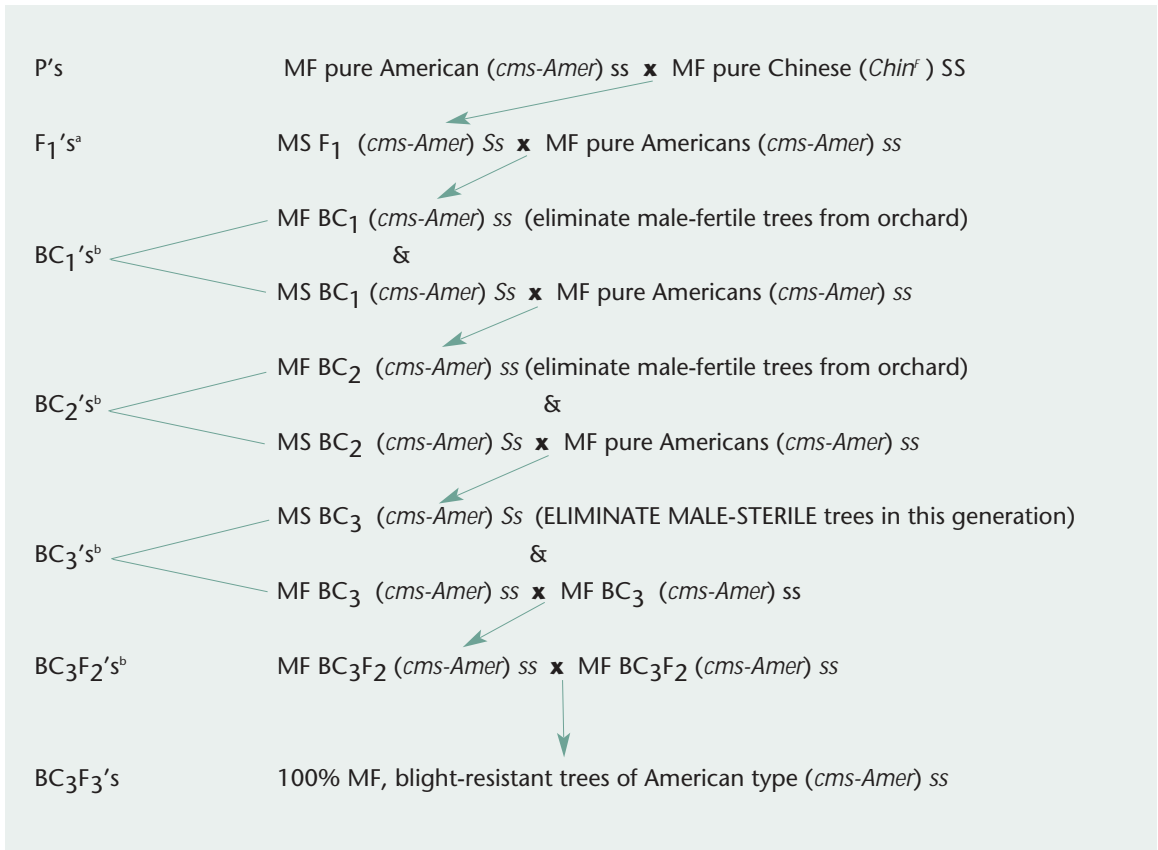 P's MF pure American (cms-Amer) ss x MF pure Chinese (Chinᶠ) SS
F₁'sᵃ MS F₁ (cms-Amer) Ss x MF pure Americans (cms-Amer) ss
MF BC₁ (cms-Amer) ss (eliminate male-fertile trees from orchard)
BC₁'sᵇ &
MS BC₁ (cms-Amer) Ss x MF pure Americans (cms-Amer) ss
MF BC₂ (cms-Amer) ss (eliminate male-fertile trees from orchard)
BC₂'sᵇ &
MS BC₂ (cms-Amer) Ss x MF pure Americans (cms-Amer) ss
MS BC₃ (cms-Amer) Ss (ELIMINATE MALE-STERILE trees in this generation)
BC₃'sᵇ &
MF BC₃ (cms-Amer) ss x MF BC₃ (cms-Amer) ss
BC₃F₂'sᵇ MF BC₃F₂ (cms-Amer) ss x MF BC₃F₂ (cms-Amer) ss
BC₃F₃'s 100% MF, blight-resistant trees of American type (cms-Amer) ss